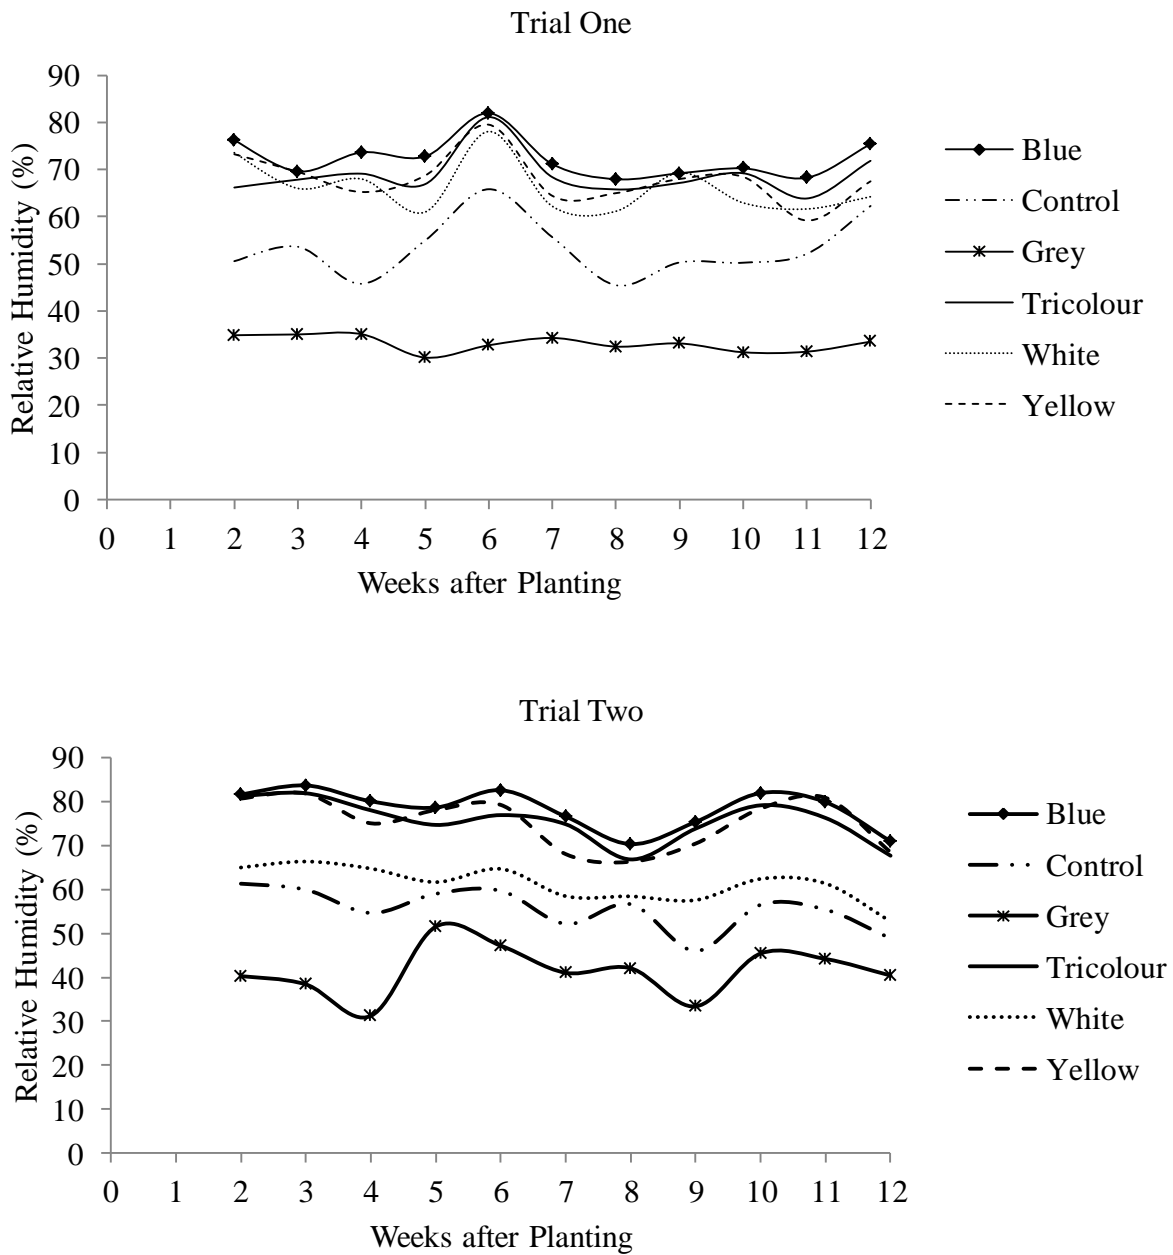 Trial One
90
80
70
60
50
40
30
20
10
0
Relative Humidity (%)
0 1 2 3 4 5 6 7 8 9 10 11 12
Weeks after Planting
Blue
Control
Grey
Tricolour
White
Yellow
Trial Two
90
80
70
60
50
40
30
20
10
0
Relative Humidity (%)
0 1 2 3 4 5 6 7 8 9 10 11 12
Weeks after Planting
Blue
Control
Grey
Tricolour
White
Yellow